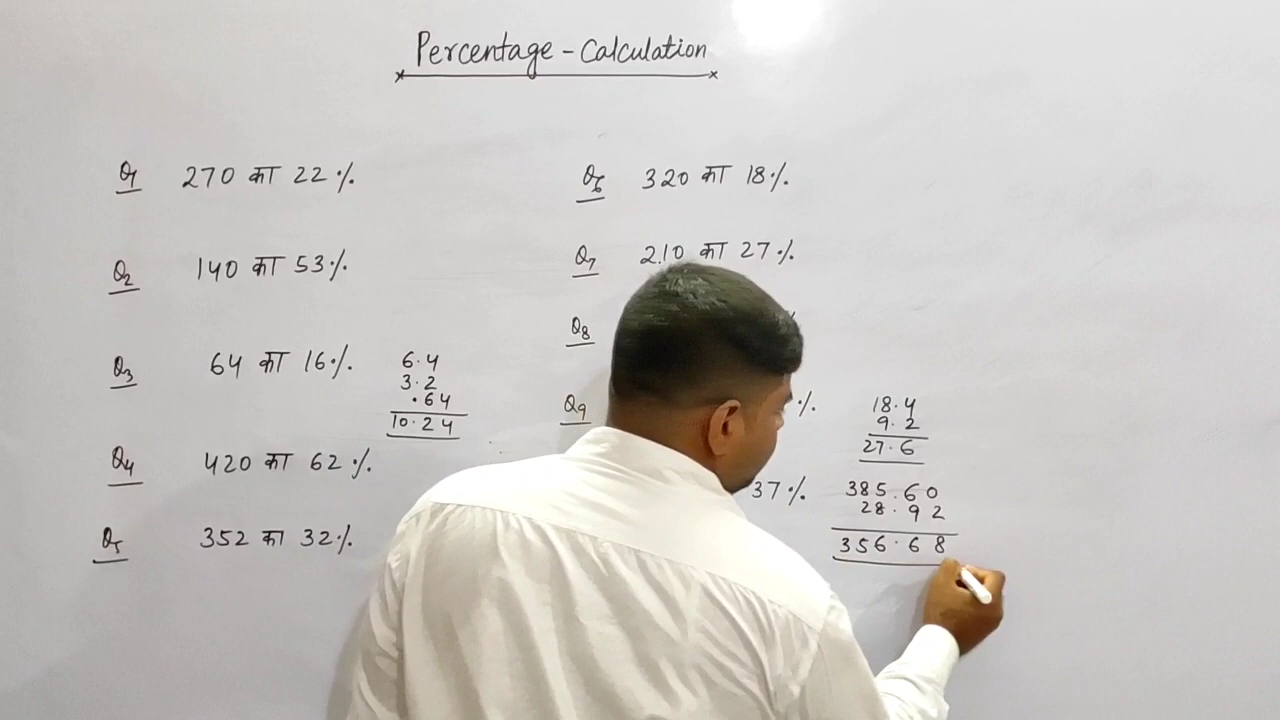 Percentage - Calculation
Q1 270 का 22%
Q2 140 का 53%
Q3 64 का 16%
6.4
3.2
.64
10.24
Q4 420 का 62%
Q5 352 का 32%
Q6 320 का 18%
Q7 210 का 27%
Q8
Q9 %
18.4
9.2
27.6
37%
385.60
28.92
356.68